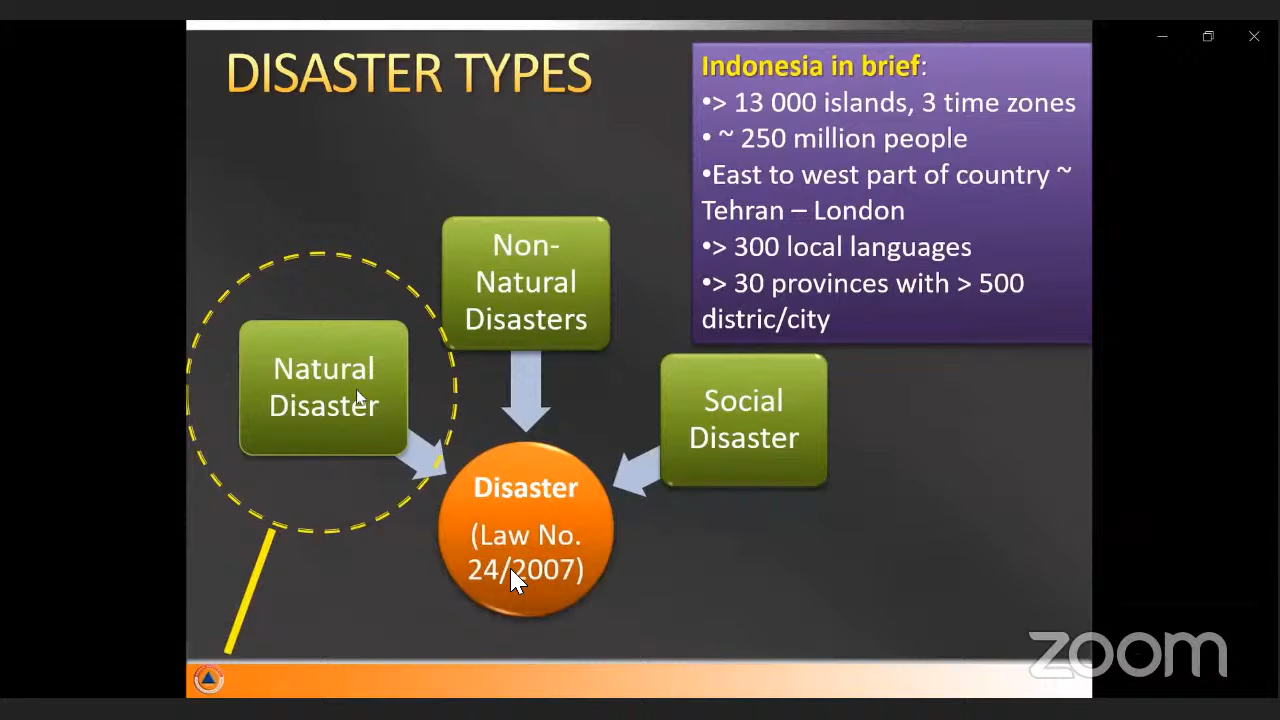 DISASTER TYPES
Indonesia in brief:
•> 13 000 islands, 3 time zones
• ~ 250 million people
•East to west part of country ~
Tehran – London
•> 300 local languages
•> 30 provinces with > 500
distric/city
Non-
Natural
Disasters
Natural
Disaster
Social
Disaster
Disaster
(Law No.
24/2007)
zoom